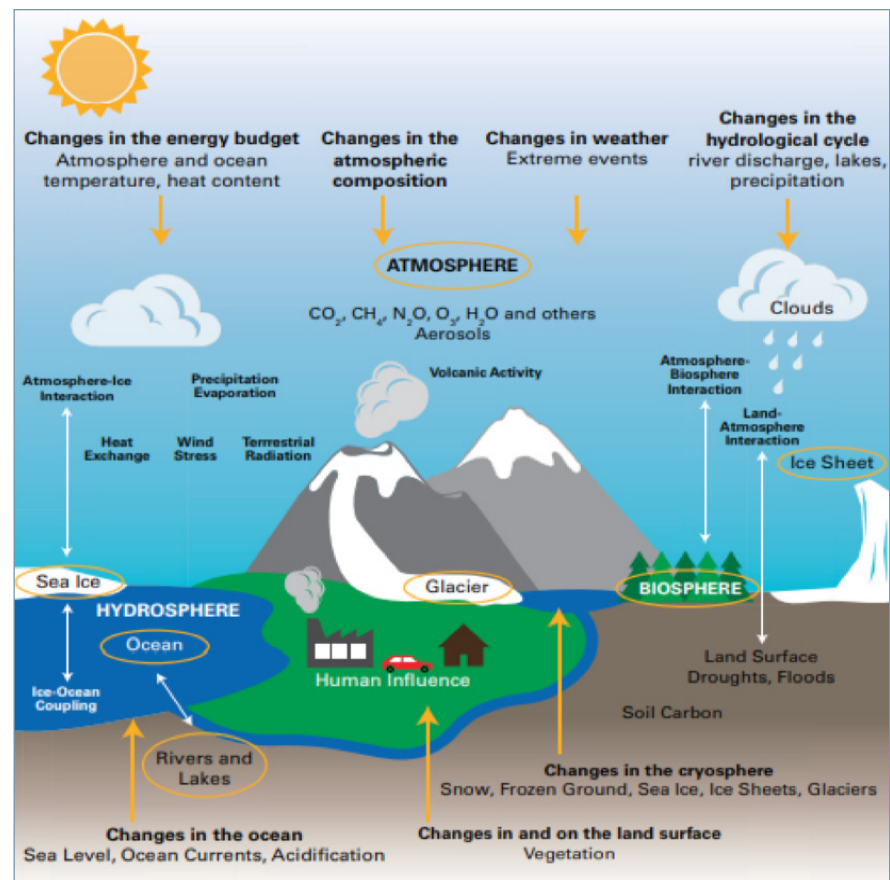 Changes in the energy budget
Atmosphere and ocean
temperature, heat content
Changes in the
atmospheric
composition
Changes in weather
Extreme events
Changes in the
hydrological cycle
river discharge, lakes,
precipitation
ATMOSPHERE
CO₂, CH₄, N₂O, O₃, H₂O and others
Aerosols
Clouds
Atmosphere-Ice
Interaction
Precipitation
Evaporation
Volcanic Activity
Atmosphere-
Biosphere
Interaction
Heat
Exchange
Wind
Stress
Terrrestrial
Radiation
Land-
Atmosphere
Interaction
Ice Sheet
Sea Ice
Glacier
BIOSPHERE
HYDROSPHERE
Ocean
Human Influence
Land Surface
Droughts, Floods
Ice-Ocean
Coupling
Soil Carbon
Rivers and
Lakes
Changes in the cryosphere
Snow, Frozen Ground, Sea Ice, Ice Sheets, Glaciers
Changes in the ocean
Sea Level, Ocean Currents, Acidification
Changes in and on the land surface
Vegetation